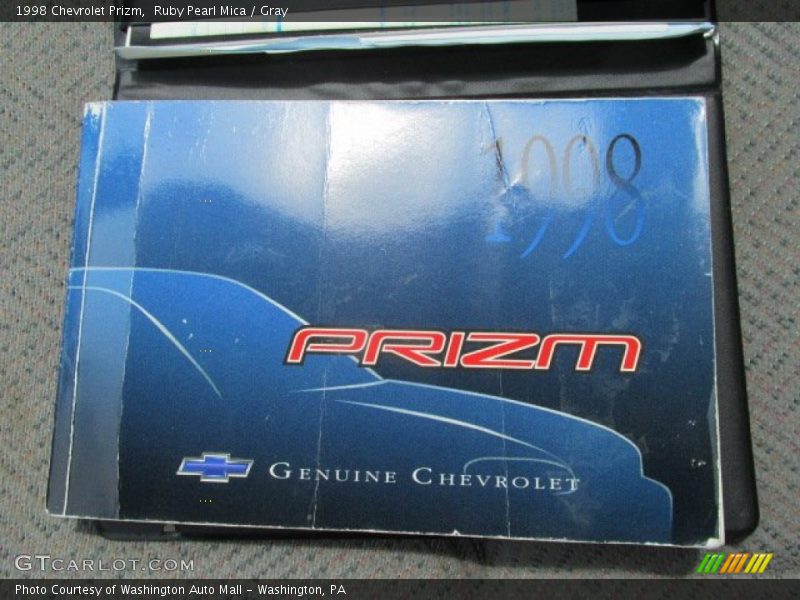 1998 Chevrolet Prizm,  Ruby Pearl Mica / Gray
1998
1998
PRIZM
GENUINE CHEVROLET
GTCARLOT.COM
Photo Courtesy of Washington Auto Mall - Washington, PA